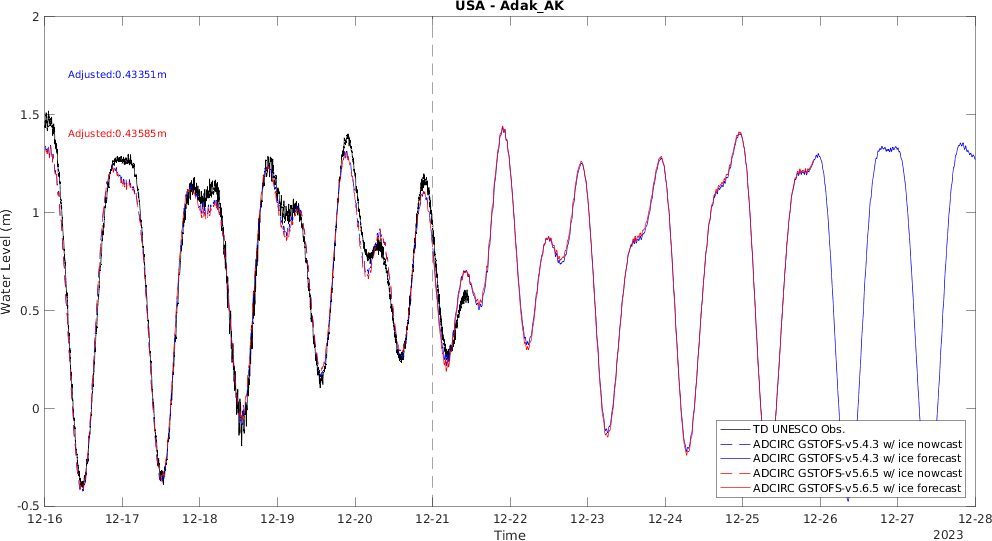 USA - Adak_AK
2
Adjusted:0.43351m
1.5
Adjusted:0.43585m
1
Water Level (m)
0.5
0
TD UNESCO Obs.
ADCIRC GSTOFS-v5.4.3 w/ ice nowcast
ADCIRC GSTOFS-v5.4.3 w/ ice forecast
ADCIRC GSTOFS-v5.6.5 w/ ice nowcast
ADCIRC GSTOFS-v5.6.5 w/ ice forecast
-0.5
12-16 12-17 12-18 12-19 12-20 12-21 12-22 12-23 12-24 12-25 12-26 12-27 12-28
Time
2023